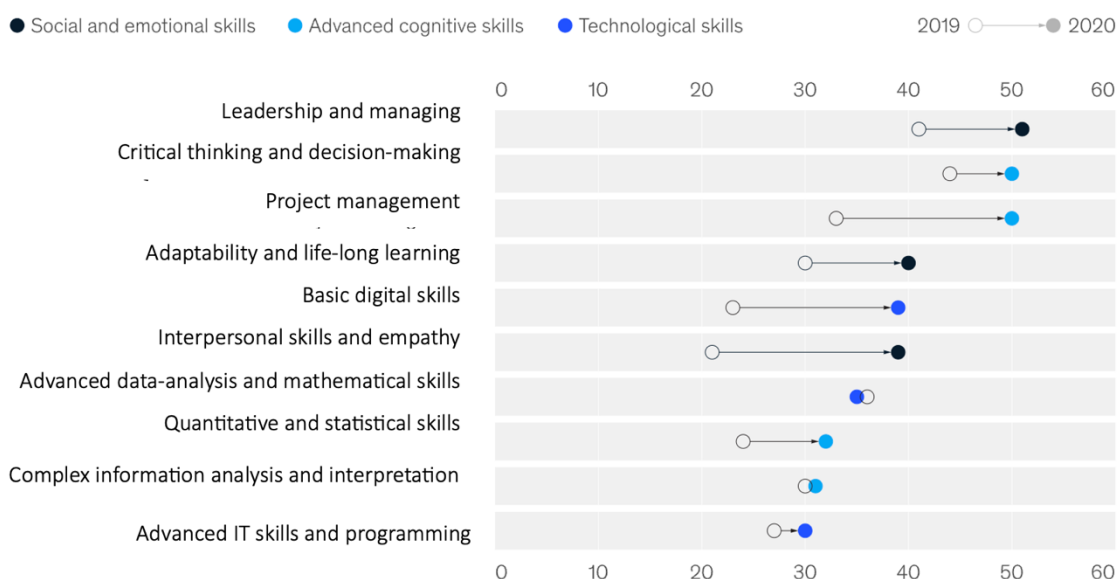 Social and emotional skills Advanced cognitive skills Technological skills 2019 2020
0 10 20 30 40 50 60
Leadership and managing
Critical thinking and decision-making
Project management
Adaptability and life-long learning
Basic digital skills
Interpersonal skills and empathy
Advanced data-analysis and mathematical skills
Quantitative and statistical skills
Complex information analysis and interpretation
Advanced IT skills and programming
0 10 20 30 40 50 60